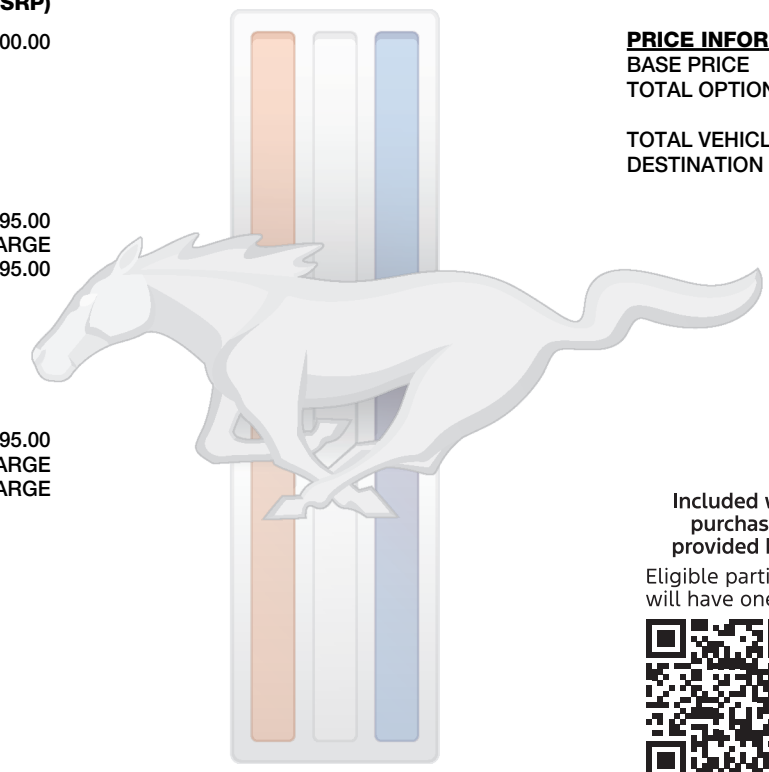 SRP)
00.00
95.00
ARGE
95.00
95.00
ARGE
ARGE
PRICE INFOR
BASE PRICE
TOTAL OPTION
TOTAL VEHICL
DESTINATION
Included w
purchas
provided b
Eligible parti
will have one